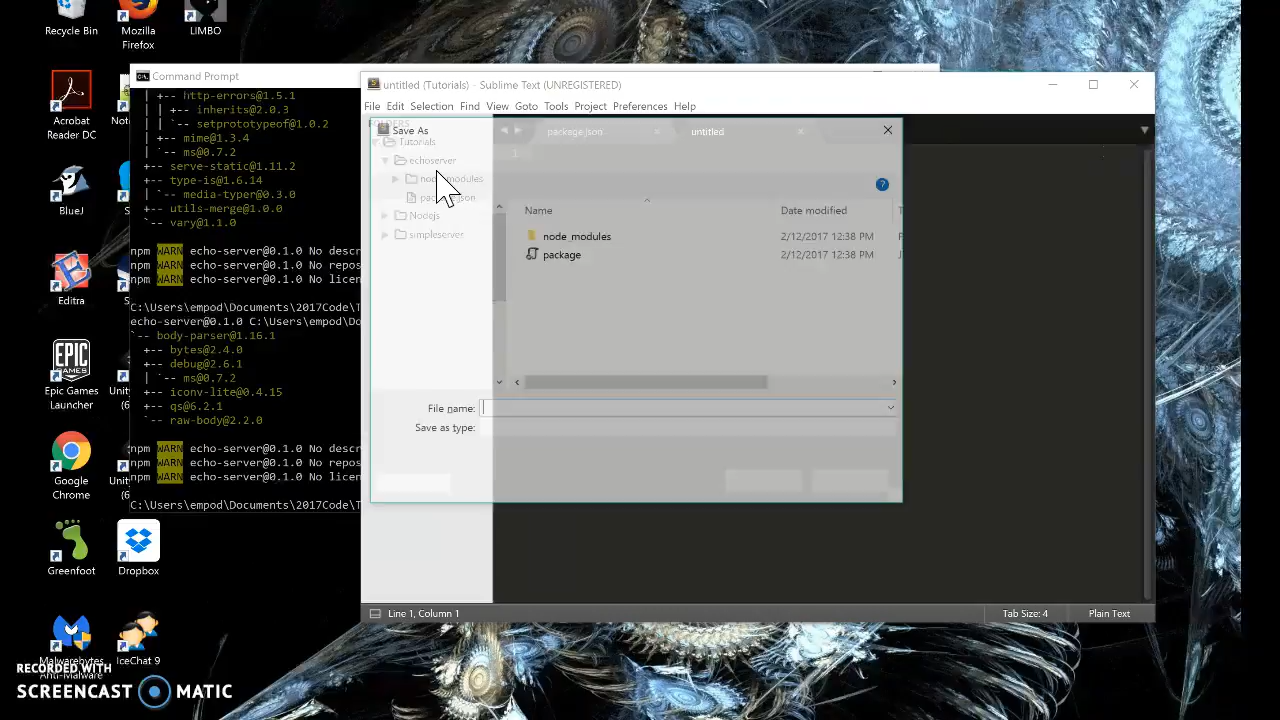 Recycle Bin
Mozilla
Firefox
LIMBO
Acrobat
Reader DC
BlueJ
Editra
Epic Games
Launcher
Google
Chrome
Greenfoot
Dropbox
Malwarebytes
Anti-Malware
IceChat 9
RECORDED WITH
SCREENCAST MATIC
Command Prompt
| +-- http-errors@1.5.1
| | +-- inherits@2.0.3
| | `-- setprototypeof@1.0.2
| +-- mime@1.3.4
| `-- ms@0.7.2
+-- serve-static@1.11.2
+-- type-is@1.6.14
| `-- media-typer@0.3.0
+-- utils-merge@1.0.0
`-- vary@1.1.0
npm WARN echo-server@0.1.0 No descr
npm WARN echo-server@0.1.0 No repos
npm WARN echo-server@0.1.0 No licen
C:\Users\empod\Documents\2017Code\T
echo-server@0.1.0 C:\Users\empod\Do
`-- body-parser@1.16.1
+-- bytes@2.4.0
+-- debug@2.6.1
| `-- ms@0.7.2
+-- iconv-lite@0.4.15
+-- qs@6.2.1
`-- raw-body@2.2.0
npm WARN echo-server@0.1.0 No descr
npm WARN echo-server@0.1.0 No repos
npm WARN echo-server@0.1.0 No licen
C:\Users\empod\Documents\2017Code\T
untitled (Tutorials) - Sublime Text (UNREGISTERED)
File Edit Selection Find View Goto Tools Project Preferences Help
FOLDERS
Tutorials
echoserver
node_modules
package.json
Nodejs
simpleserver
package.json × untitled ×
1
Save As
Name Date modified
node_modules 2/12/2017 12:38 PM
package 2/12/2017 12:38 PM
File name:
Save as type:
Line 1, Column 1 Tab Size: 4 Plain Text